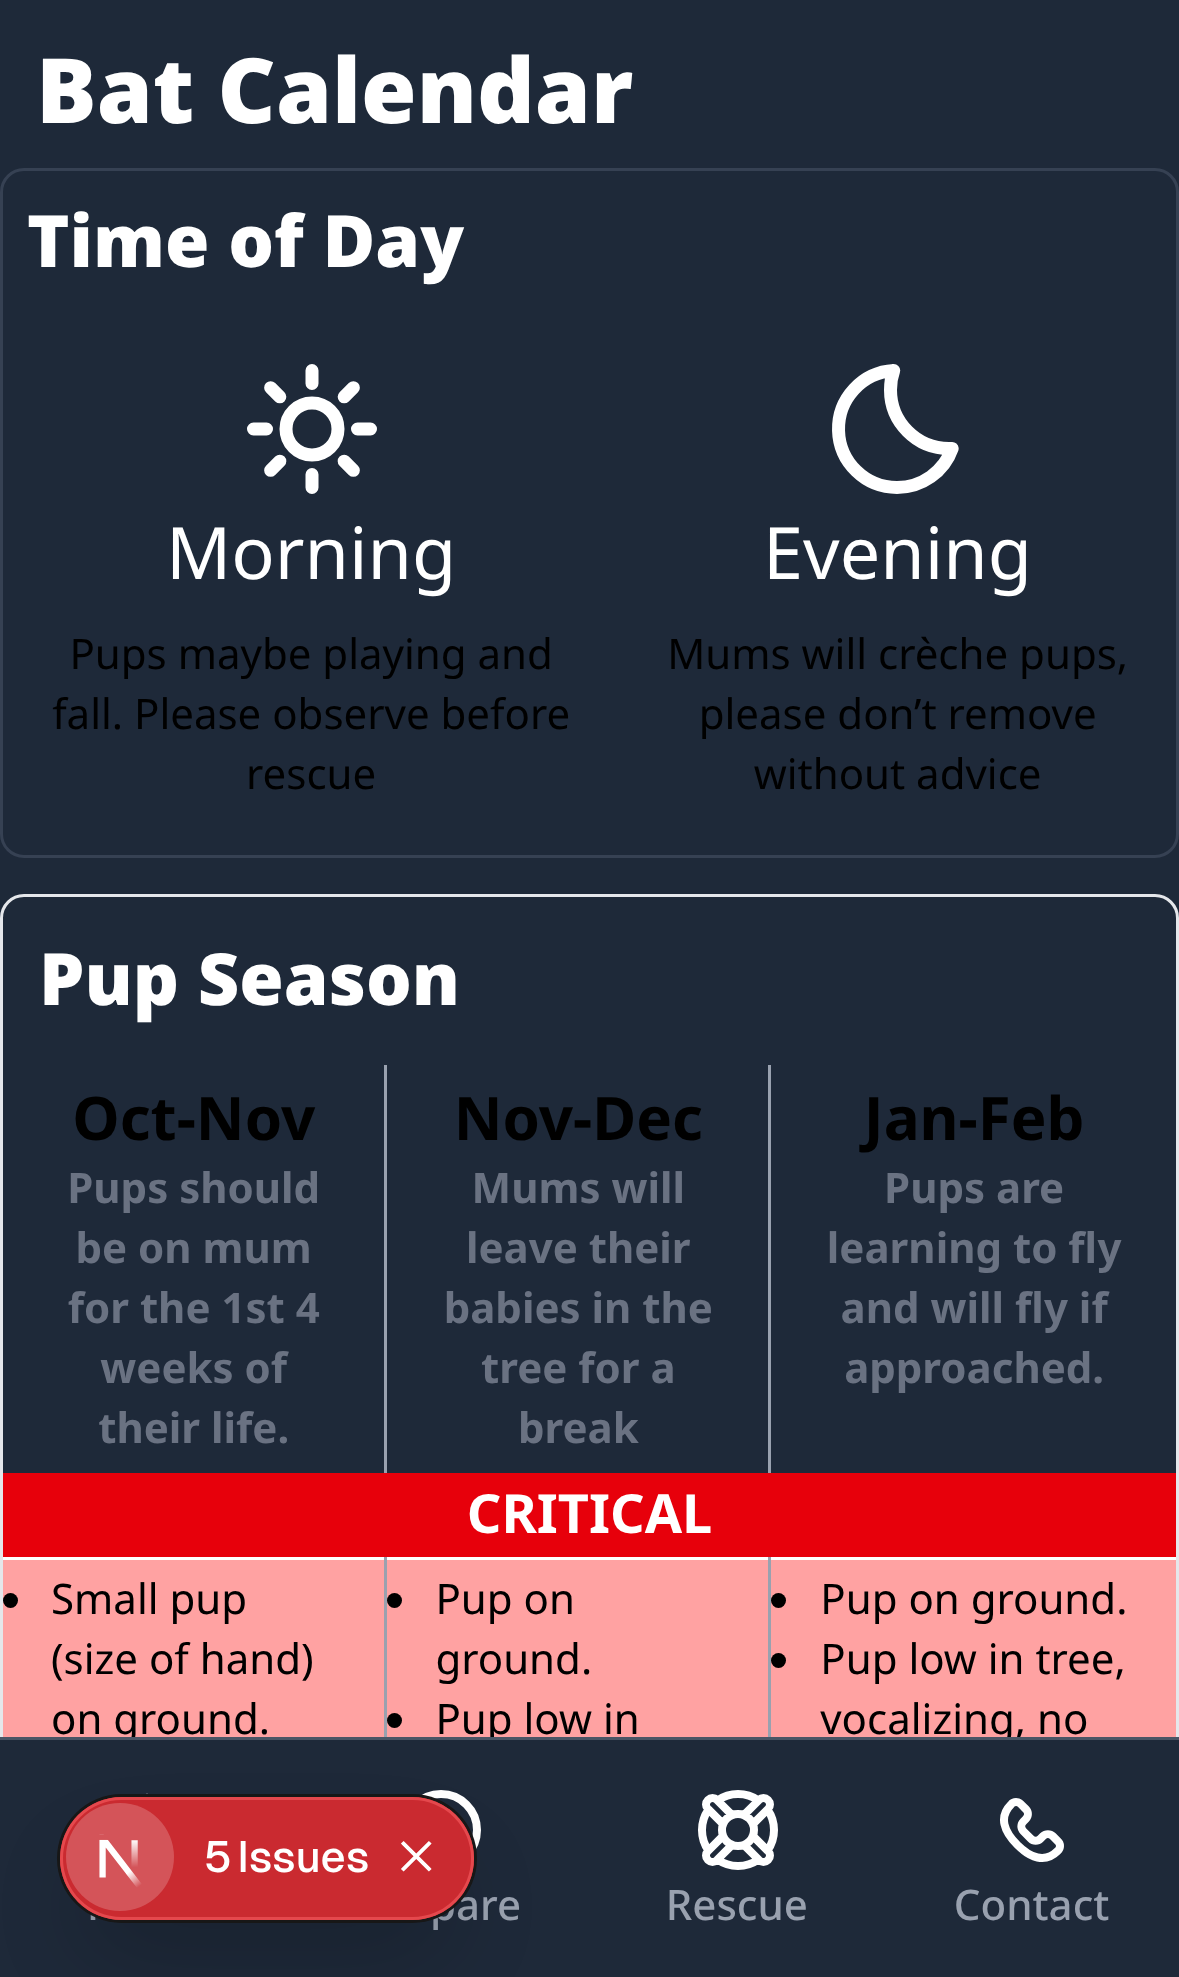 Bat Calendar
Time of Day
Morning
Pups maybe playing and
fall. Please observe before
rescue
Evening
Mums will crèche pups,
please don’t remove
without advice
Pup Season
Oct-Nov
Pups should
be on mum
for the 1st 4
weeks of
their life.
Nov-Dec
Mums will
leave their
babies in the
tree for a
break
Jan-Feb
Pups are
learning to fly
and will fly if
approached.
CRITICAL
Small pup
(size of hand)
on ground.
Pup on
ground.
Pup low in
Pup on ground.
Pup low in tree,
vocalizing, no
N 5 Issues
pare
Rescue
Contact